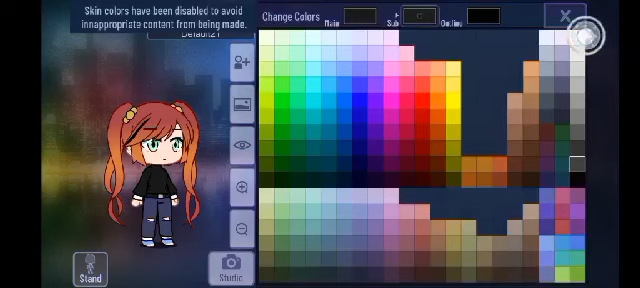 Skin colors have been disabled to avoid
innapropriate content from being made.
Default21
Change Colors
Main
Sub
Outline
X
Stand
Studio